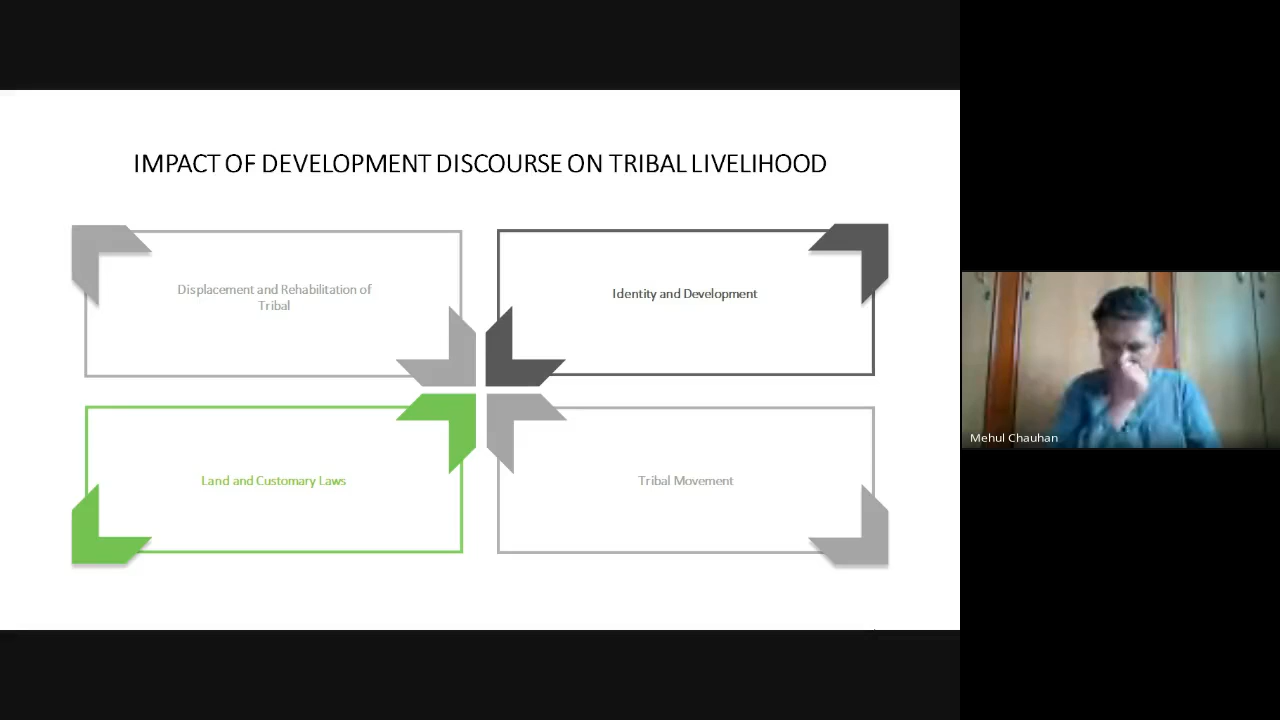 IMPACT OF DEVELOPMENT DISCOURSE ON TRIBAL LIVELIHOOD
Displacement and Rehabilitation of
Tribal
Identity and Development
Land and Customary Laws
Tribal Movement
Mehul Chauhan